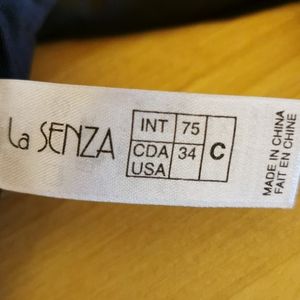 La SENZA
INT 75
CDA 34 C
USA
MADE IN CHINA
FAIT EN CHINE